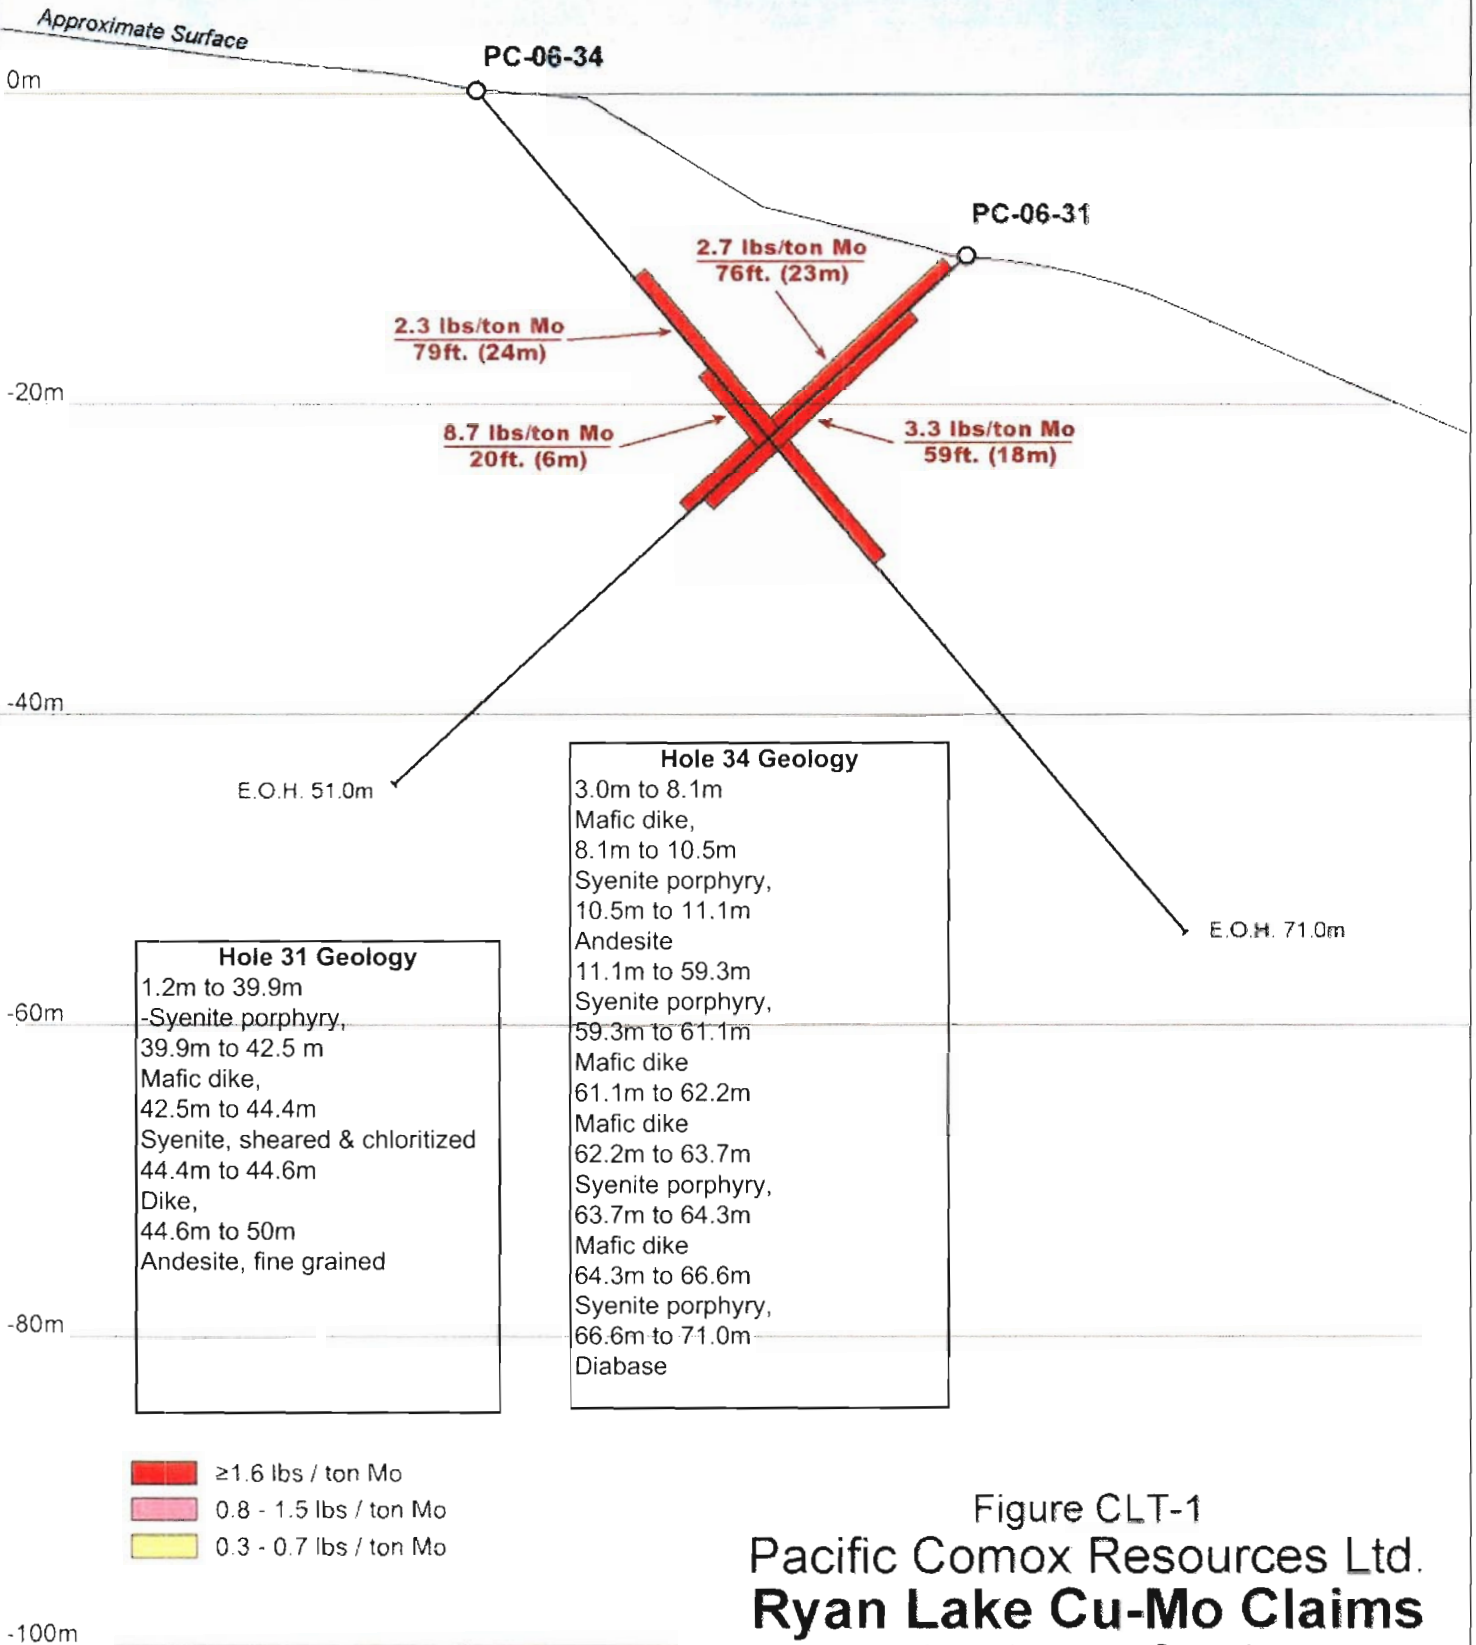 Approximate Surface
PC-06-34
0m
PC-06-31
2.7 lbs/ton Mo
76ft. (23m)
2.3 lbs/ton Mo
79ft. (24m)
-20m
8.7 lbs/ton Mo
20ft. (6m)
3.3 lbs/ton Mo
59ft. (18m)
-40m
E.O.H. 51.0m
E.O.H. 71.0m
Hole 34 Geology
3.0m to 8.1m
Mafic dike,
8.1m to 10.5m
Syenite porphyry,
10.5m to 11.1m
Andesite
11.1m to 59.3m
Syenite porphyry,
59.3m to 61.1m
Mafic dike
61.1m to 62.2m
Mafic dike
62.2m to 63.7m
Syenite porphyry,
63.7m to 64.3m
Mafic dike
64.3m to 66.6m
Syenite porphyry,
66.6m to 71.0m
Diabase
Hole 31 Geology
1.2m to 39.9m
-Syenite porphyry,
39.9m to 42.5 m
Mafic dike,
42.5m to 44.4m
Syenite, sheared & chloritized
44.4m to 44.6m
Dike,
44.6m to 50m
Andesite, fine grained
-60m
-80m
≥1.6 lbs / ton Mo
0.8 - 1.5 lbs / ton Mo
0.3 - 0.7 lbs / ton Mo
Figure CLT-1
Pacific Comox Resources Ltd.
Ryan Lake Cu-Mo Claims
-100m